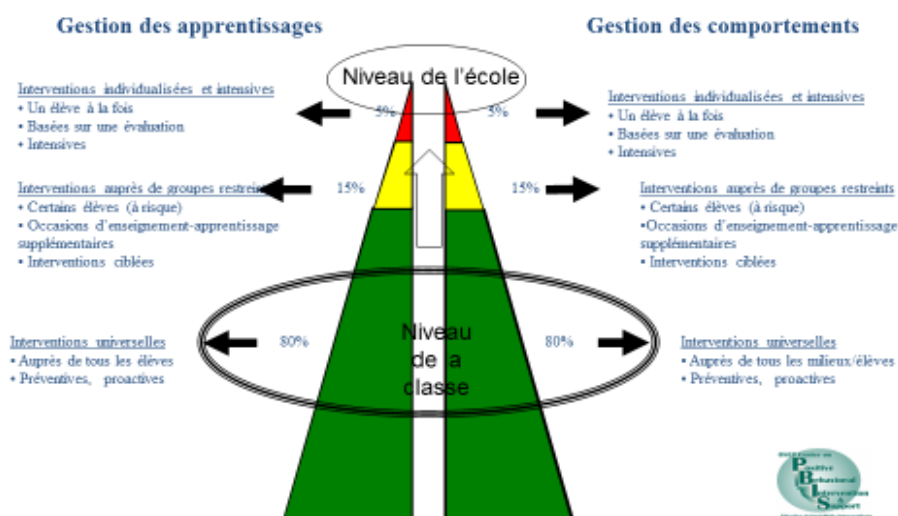 Gestion des apprentissages
Gestion des comportements
Niveau de l'école
Interventions individualisées et intensives
• Un élève à la fois
• Basées sur une évaluation
• Intensives
5%
5%
Interventions individualisées et intensives
• Un élève à la fois
• Basées sur une évaluation
• Intensives
Interventions auprès de groupes restreints
• Certains élèves (à risque)
• Occasions d'enseignement-apprentissage
supplémentaires
• Interventions ciblées
15%
15%
Interventions auprès de groupes restreints
• Certains élèves (à risque)
•Occasions d'enseignement-apprentissage
supplémentaires
• Interventions ciblées
Interventions universelles
• Auprès de tous les élèves
• Préventives, proactives
80%
Niveau
de la
classe
80%
Interventions universelles
• Auprès de tous les milieux/élèves
• Préventives, proactives
Positive
Behavioral
Intervention
&
Support